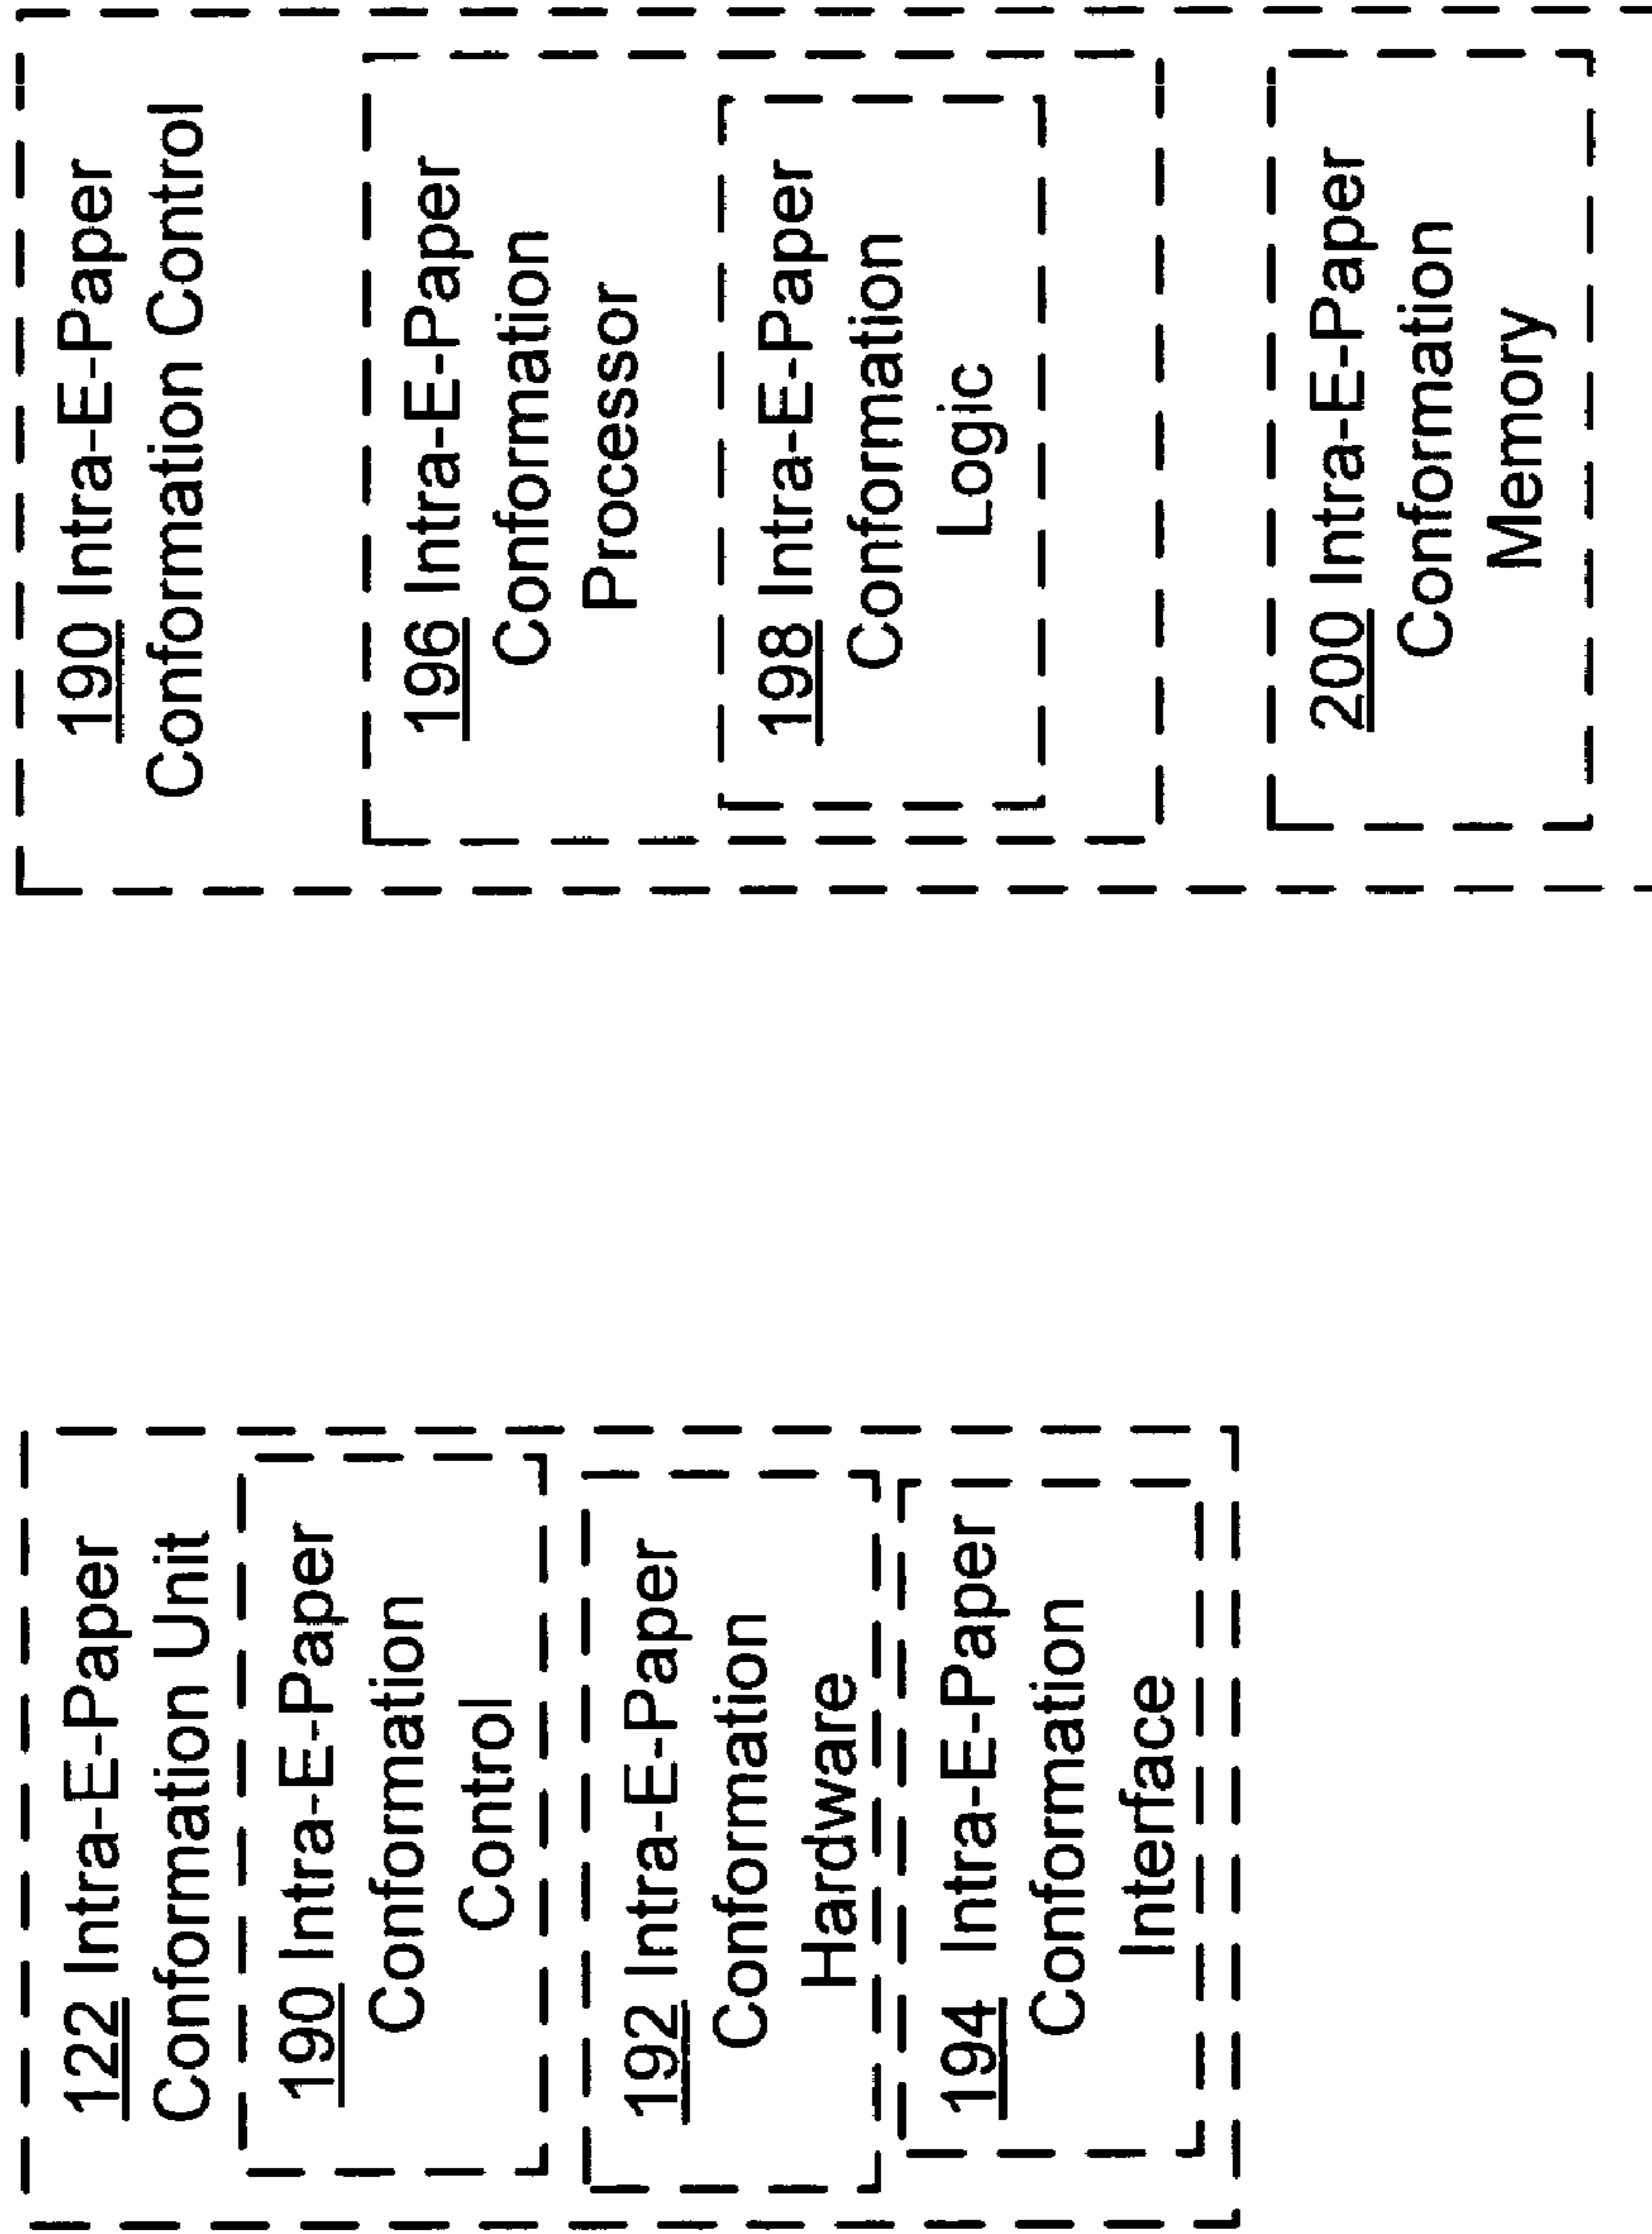 122 Intra-E-Paper
Conformation Unit
190 Intra-E-Paper
Conformation
Control
192 Intra-E-Paper
Conformation
Hardware
194 Intra-E-Paper
Conformation
Interface
190 Intra-E-Paper
Conformation Control
196 Intra-E-Paper
Conformation
Processor
198 Intra-E-Paper
Conformation
Logic
200 Intra-E-Paper
Conformation
Memory